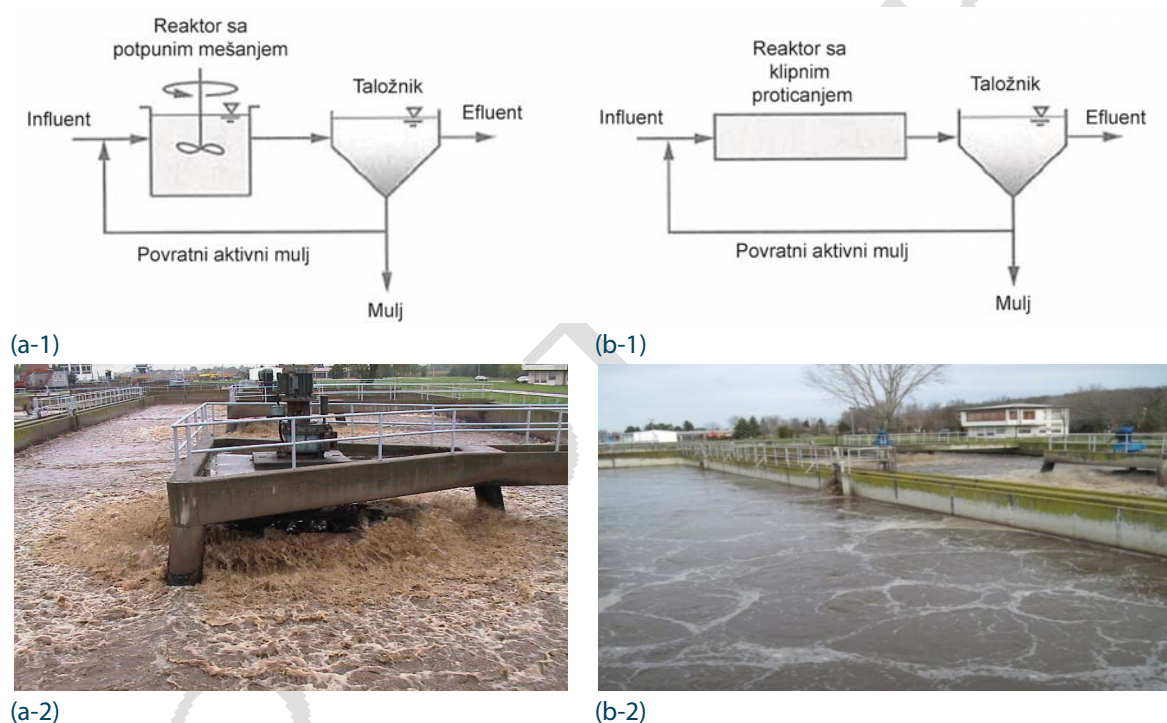 Reaktor sa
potpunim mešanjem
Taložnik
Influent
Efluent
Povratni aktivni mulj
Mulj
(a-1)
Reaktor sa
klipnim
proticanjem
Taložnik
Influent
Efluent
Povratni aktivni mulj
Mulj
(b-1)
(a-2)
(b-2)